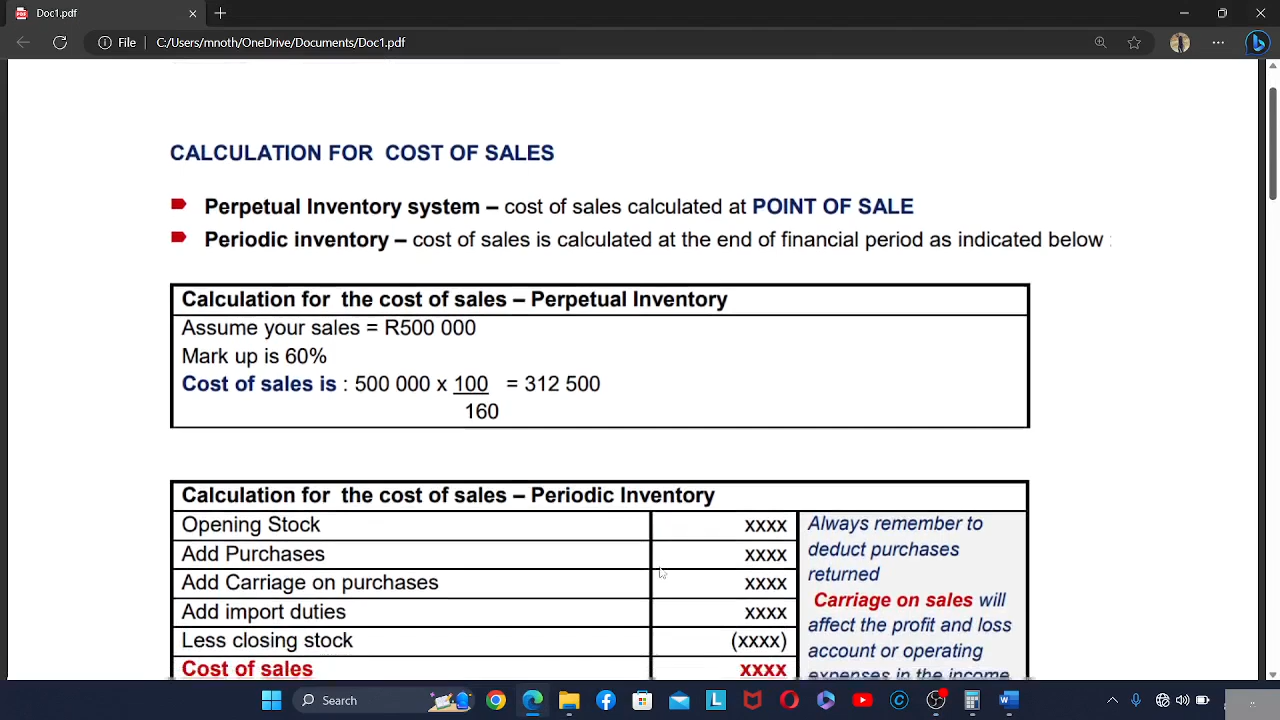 Doc1.pdf
File C:/Users/mnoth/OneDrive/Documents/Doc1.pdf
CALCULATION FOR COST OF SALES
Perpetual Inventory system – cost of sales calculated at POINT OF SALE
Periodic inventory – cost of sales is calculated at the end of financial period as indicated below :
Calculation for the cost of sales – Perpetual Inventory
Assume your sales = R500 000
Mark up is 60%
Cost of sales is : 500 000 x 100 = 312 500
160
Calculation for the cost of sales – Periodic Inventory
Opening Stock xxxx
Add Purchases xxxx
Add Carriage on purchases xxxx
Add import duties xxxx
Less closing stock (xxxx)
Cost of sales xxxx
Always remember to
deduct purchases
returned
Carriage on sales will
affect the profit and loss
account or operating
expenses in the income
Search